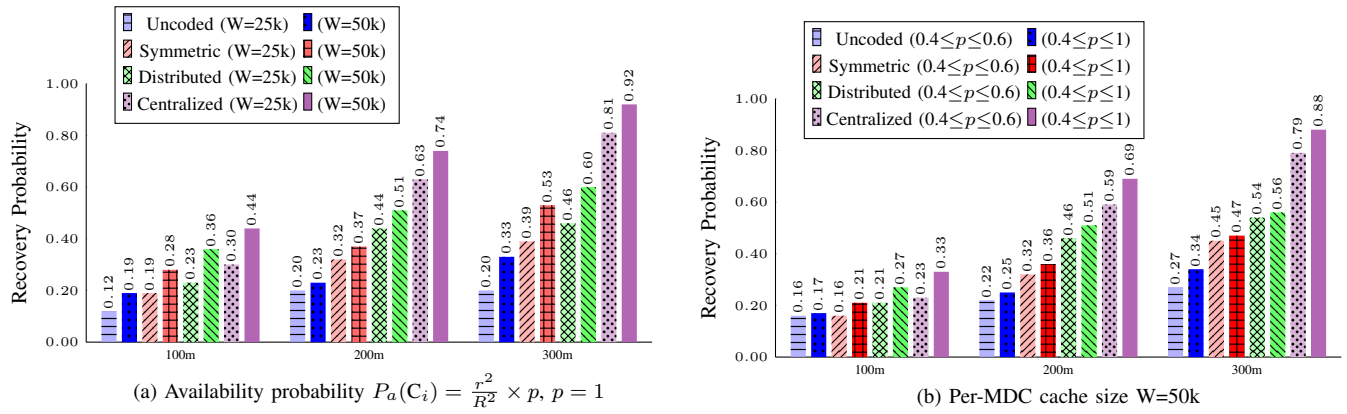 Uncoded (W=25k) (W=50k)
Symmetric (W=25k) (W=50k)
Distributed (W=25k) (W=50k)
Centralized (W=25k) (W=50k)
Recovery Probability
1.00
0.80
0.60
0.40
0.20
0.00
0.12 0.19 0.19 0.28 0.23 0.36 0.30 0.44
0.20 0.23 0.32 0.37 0.44 0.51 0.63 0.74
0.20 0.33 0.39 0.53 0.46 0.60 0.81 0.92
100m 200m 300m
(a) Availability probability $P_a(\mathrm{C}_i) = \frac{r^2}{R^2} \times p$, $p = 1$
Uncoded (0.4≤p≤0.6) (0.4≤p≤1)
Symmetric (0.4≤p≤0.6) (0.4≤p≤1)
Distributed (0.4≤p≤0.6) (0.4≤p≤1)
Centralized (0.4≤p≤0.6) (0.4≤p≤1)
Recovery Probability
1.00
0.80
0.60
0.40
0.20
0.00
0.16 0.17 0.16 0.21 0.21 0.27 0.23 0.33
0.22 0.25 0.32 0.36 0.46 0.51 0.59 0.69
0.27 0.34 0.45 0.47 0.54 0.56 0.79 0.88
100m 200m 300m
(b) Per-MDC cache size W=50k